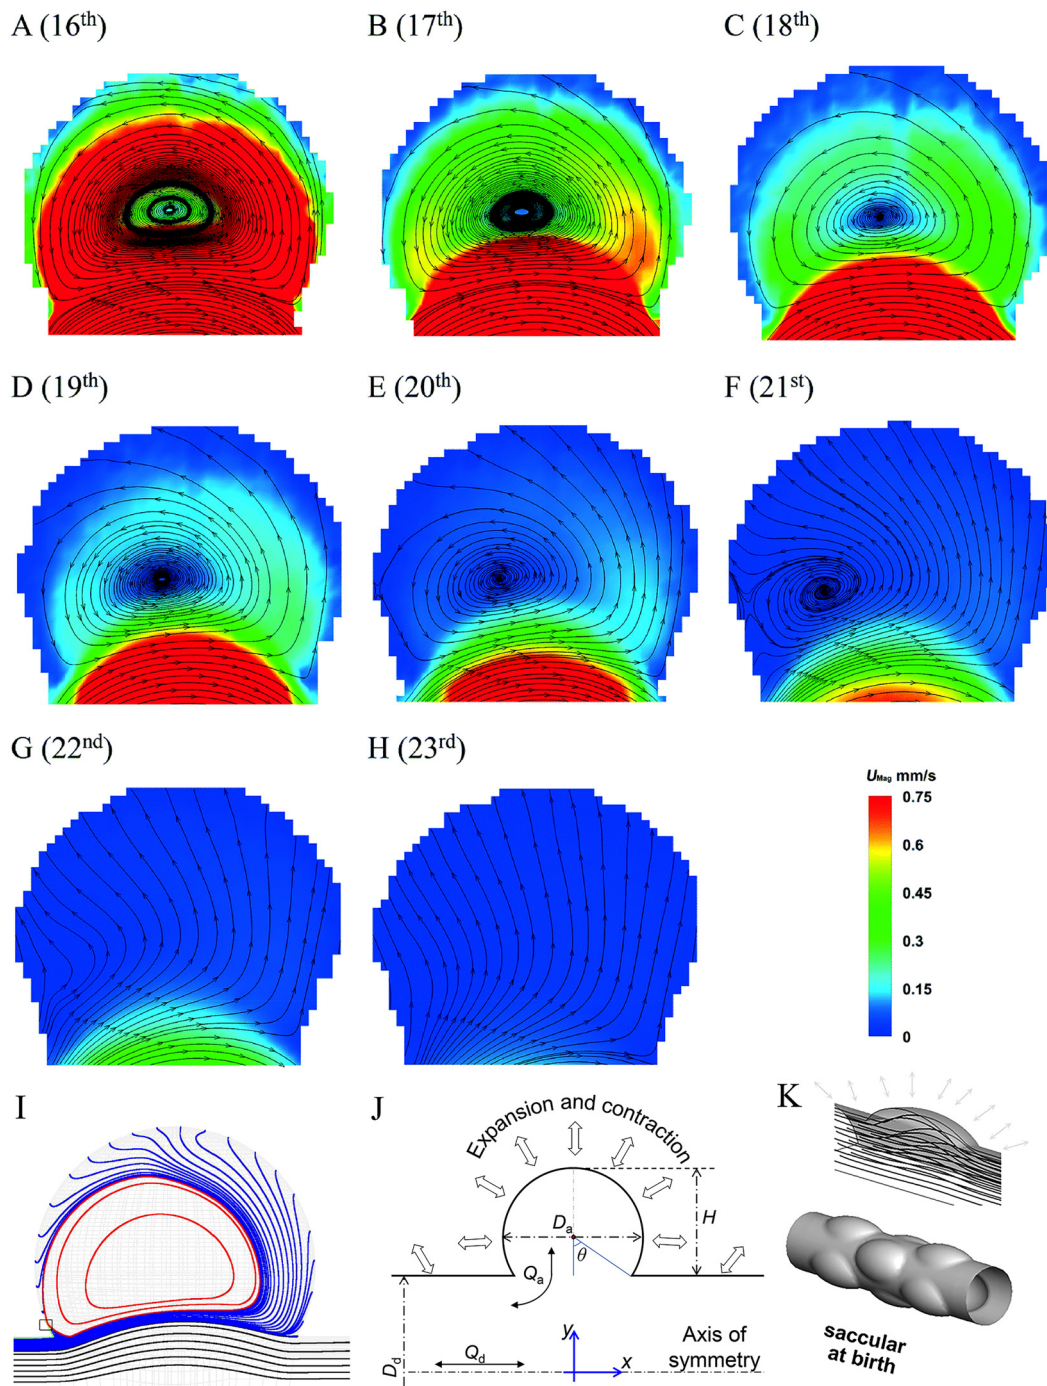 A (16th)
B (17th)
C (18th)
D (19th)
E (20th)
F (21st)
G (22nd)
H (23rd)
UMag mm/s
0.75
0.6
0.45
0.3
0.15
0
I
J
Expansion and contraction
Da
H
θ
Qa
Dd
Qd
y
x
Axis of
symmetry
K
saccular
at birth